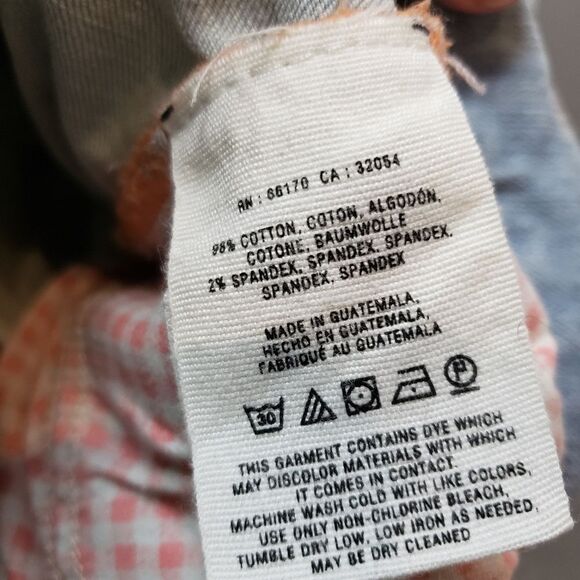 RN : 66170 CA : 32054
98% COTTON, COTON, ALGODÓN,
COTONE, BAUMWOLLE
2% SPANDEX, SPANDEX, SPANDEX,
SPANDEX, SPANDEX
MADE IN GUATEMALA,
HECHO EN GUATEMALA,
FABRIQUÉ AU GUATEMALA
30 P
THIS GARMENT CONTAINS DYE WHICH
MAY DISCOLOR MATERIALS WITH WHICH
IT COMES IN CONTACT.
MACHINE WASH COLD WITH LIKE COLORS,
USE ONLY NON-CHLORINE BLEACH,
TUMBLE DRY LOW, LOW IRON AS NEEDED,
MAY BE DRY CLEANED